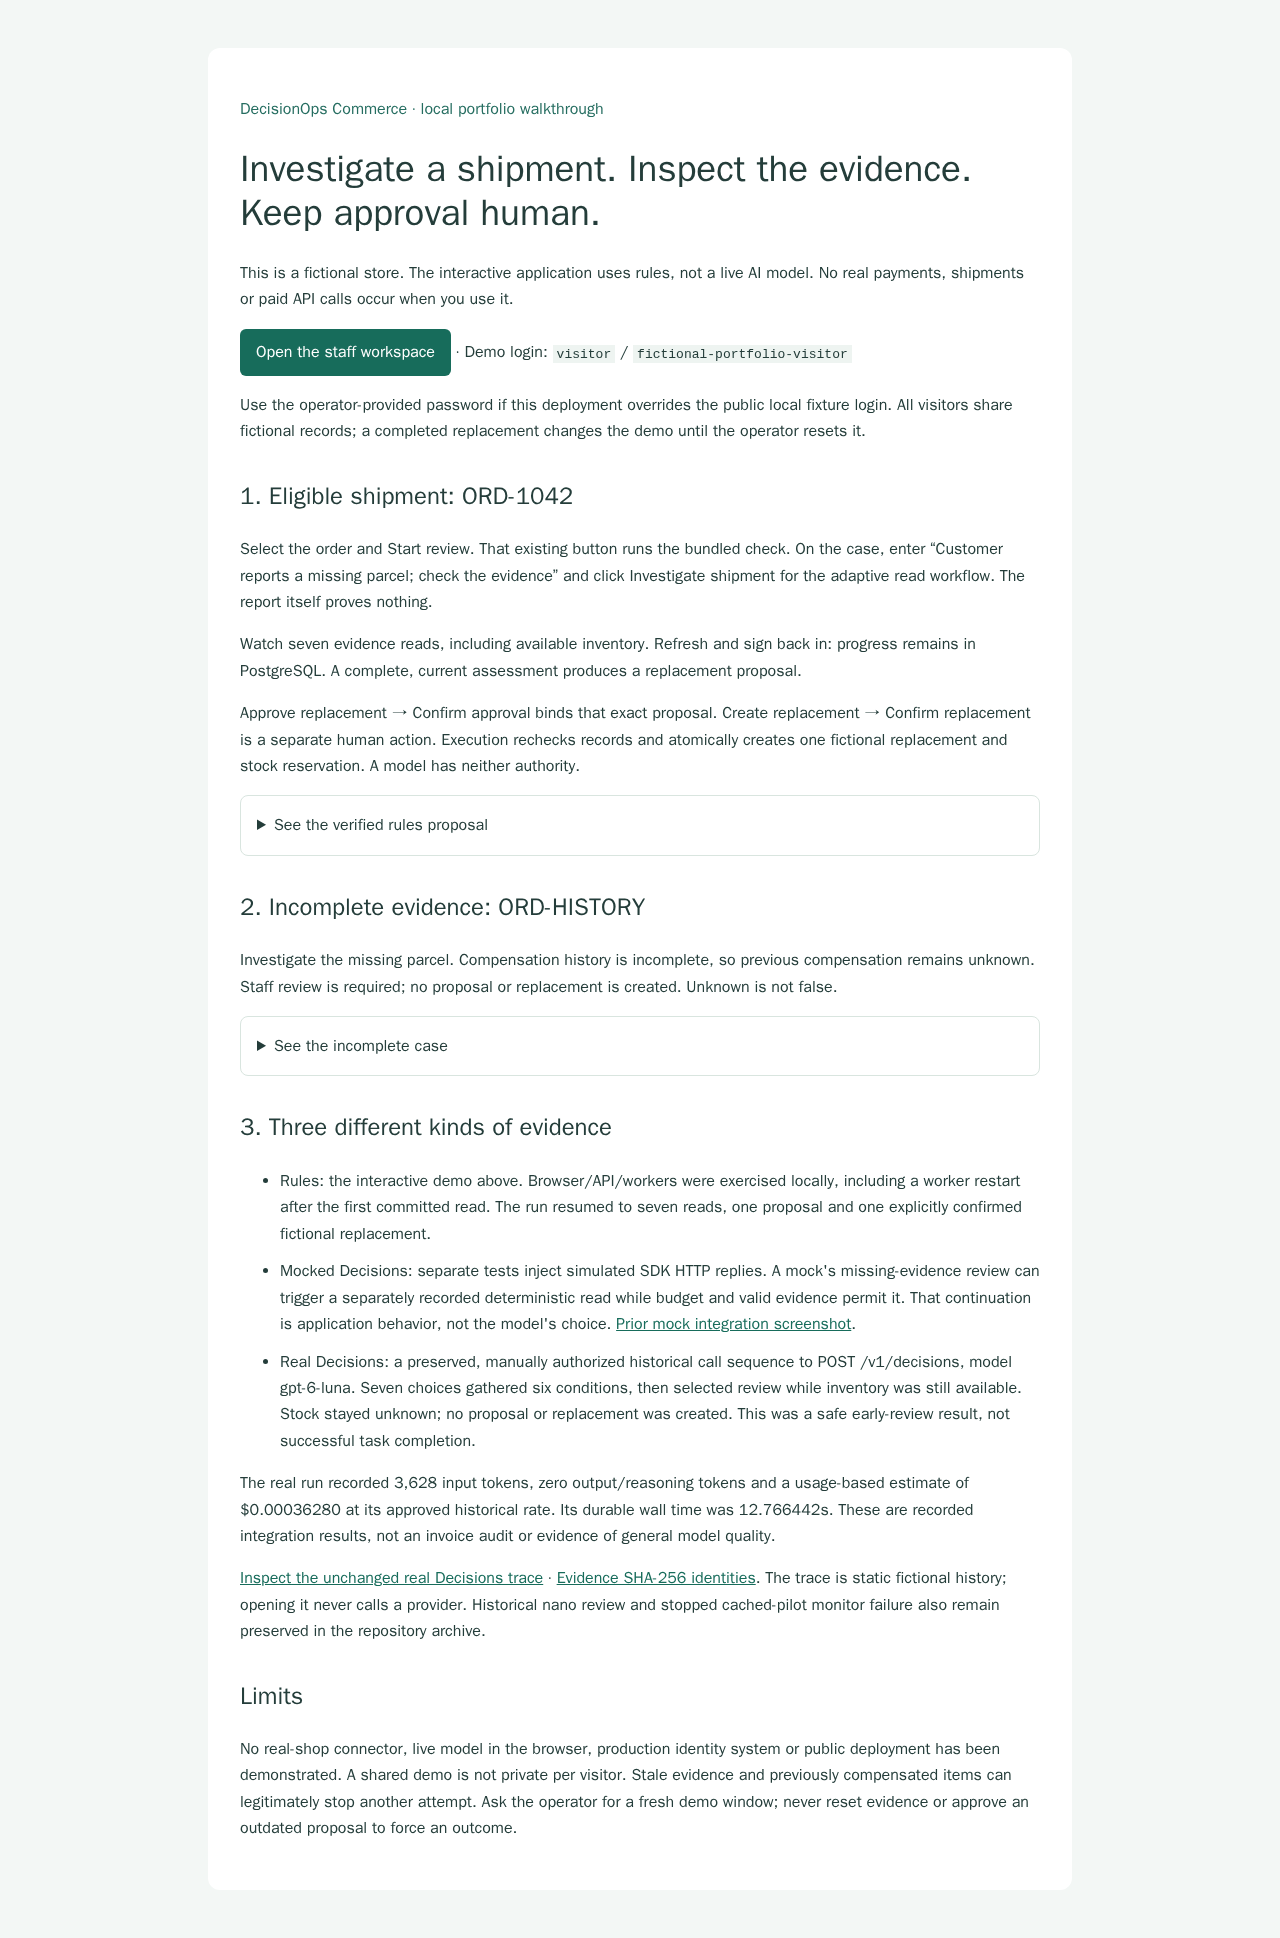 DecisionOps Commerce · local portfolio walkthrough
Investigate a shipment. Inspect the evidence.
Keep approval human.
This is a fictional store. The interactive application uses rules, not a live AI model. No real payments, shipments
or paid API calls occur when you use it.
Open the staff workspace · Demo login: visitor / fictional-portfolio-visitor
Use the operator-provided password if this deployment overrides the public local fixture login. All visitors share
fictional records; a completed replacement changes the demo until the operator resets it.
1. Eligible shipment: ORD-1042
Select the order and Start review. That existing button runs the bundled check. On the case, enter “Customer
reports a missing parcel; check the evidence” and click Investigate shipment for the adaptive read workflow. The
report itself proves nothing.
Watch seven evidence reads, including available inventory. Refresh and sign back in: progress remains in
PostgreSQL. A complete, current assessment produces a replacement proposal.
Approve replacement → Confirm approval binds that exact proposal. Create replacement → Confirm replacement
is a separate human action. Execution rechecks records and atomically creates one fictional replacement and
stock reservation. A model has neither authority.
▶ See the verified rules proposal
2. Incomplete evidence: ORD-HISTORY
Investigate the missing parcel. Compensation history is incomplete, so previous compensation remains unknown.
Staff review is required; no proposal or replacement is created. Unknown is not false.
▶ See the incomplete case
3. Three different kinds of evidence
• Rules: the interactive demo above. Browser/API/workers were exercised locally, including a worker restart
after the first committed read. The run resumed to seven reads, one proposal and one explicitly confirmed
fictional replacement.
• Mocked Decisions: separate tests inject simulated SDK HTTP replies. A mock's missing-evidence review can
trigger a separately recorded deterministic read while budget and valid evidence permit it. That continuation
is application behavior, not the model's choice. Prior mock integration screenshot.
• Real Decisions: a preserved, manually authorized historical call sequence to POST /v1/decisions, model
gpt-6-luna. Seven choices gathered six conditions, then selected review while inventory was still available.
Stock stayed unknown; no proposal or replacement was created. This was a safe early-review result, not
successful task completion.
The real run recorded 3,628 input tokens, zero output/reasoning tokens and a usage-based estimate of
$0.00036280 at its approved historical rate. Its durable wall time was 12.766442s. These are recorded
integration results, not an invoice audit or evidence of general model quality.
Inspect the unchanged real Decisions trace · Evidence SHA-256 identities. The trace is static fictional history;
opening it never calls a provider. Historical nano review and stopped cached-pilot monitor failure also remain
preserved in the repository archive.
Limits
No real-shop connector, live model in the browser, production identity system or public deployment has been
demonstrated. A shared demo is not private per visitor. Stale evidence and previously compensated items can
legitimately stop another attempt. Ask the operator for a fresh demo window; never reset evidence or approve an
outdated proposal to force an outcome.